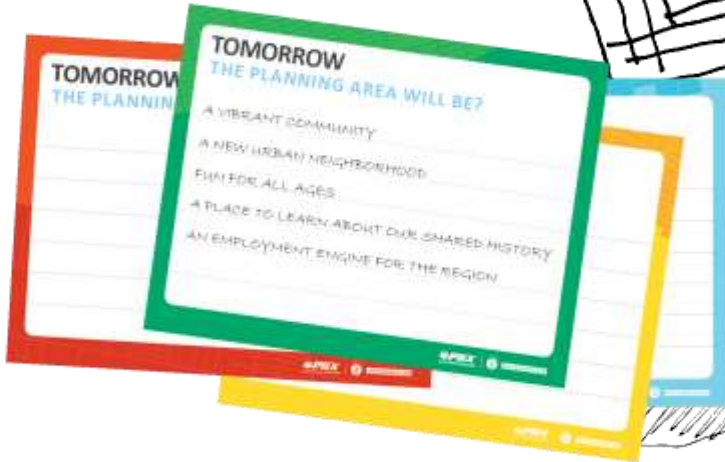 TOMORROW
THE PLANNIN
TOMORROW
THE PLANNING AREA WILL BE?
A VIBRANT COMMUNITY
A NEW URBAN NEIGHBORHOOD
FUN FOR ALL AGES
A PLACE TO LEARN ABOUT OUR SHARED HISTORY
AN EMPLOYMENT ENGINE FOR THE REGION